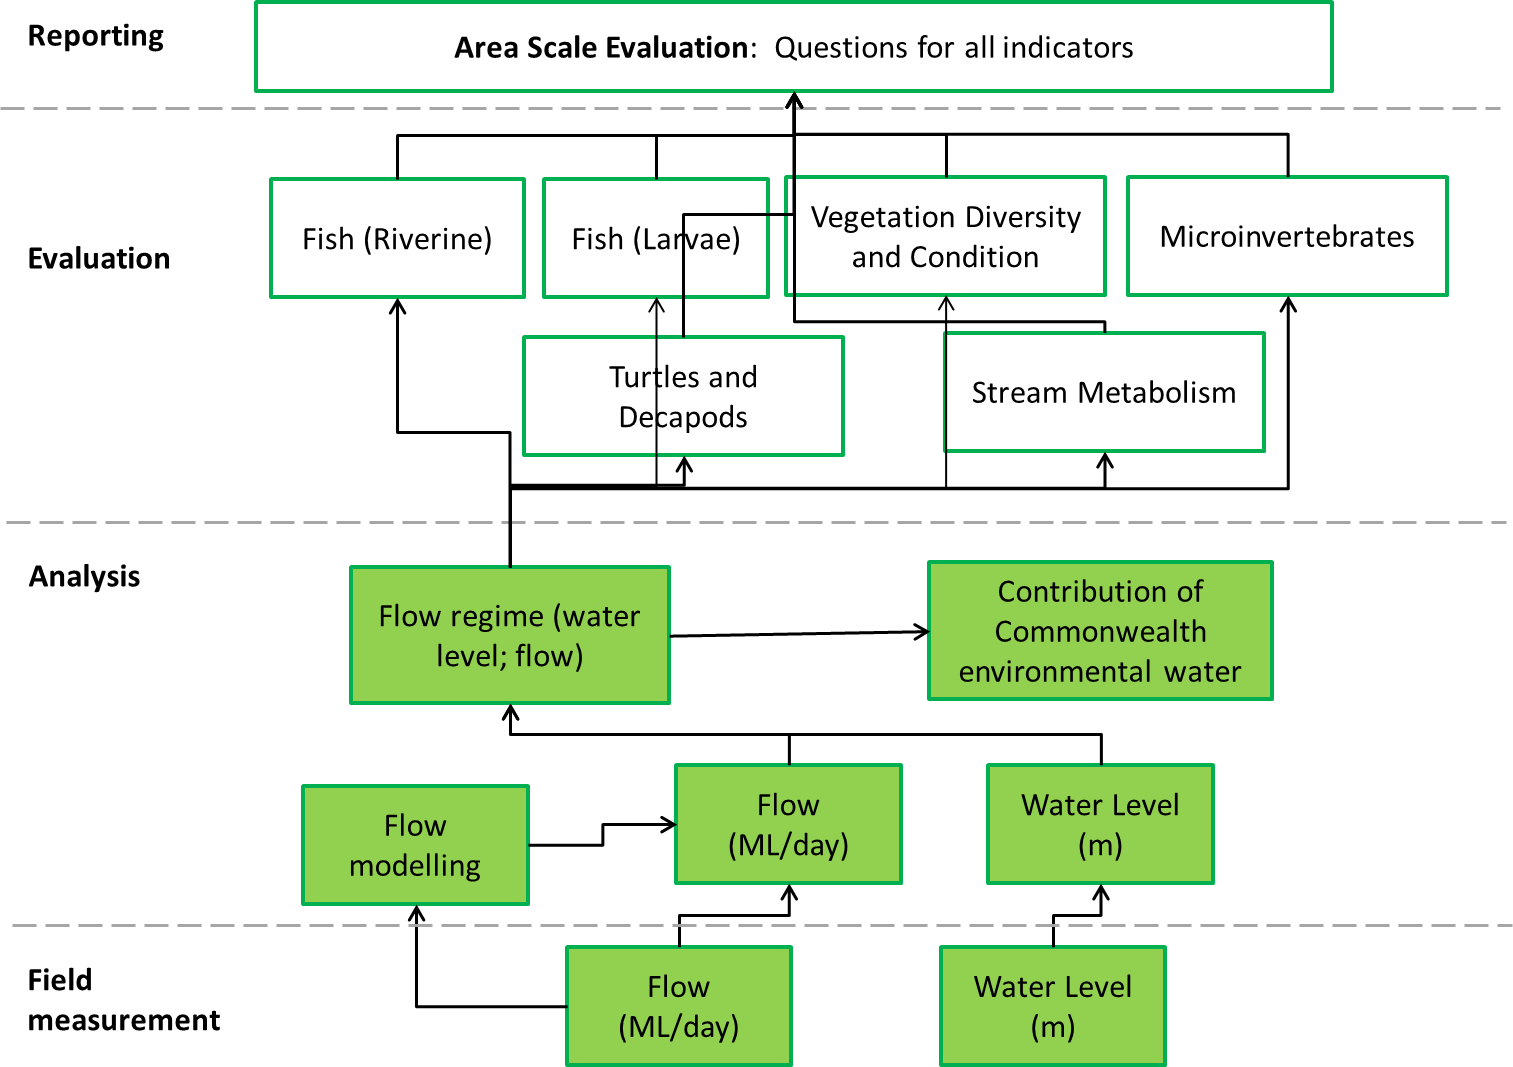 Reporting
Area Scale Evaluation:  Questions for all indicators
Evaluation
Fish (Riverine)
Fish (Larvae)
Vegetation Diversity
and Condition
Microinvertebrates
Turtles and
Decapods
Stream Metabolism
Analysis
Flow regime (water
level; flow)
Contribution of
Commonwealth
environmental water
Flow
modelling
Flow
(ML/day)
Water Level
(m)
Field
measurement
Flow
(ML/day)
Water Level
(m)